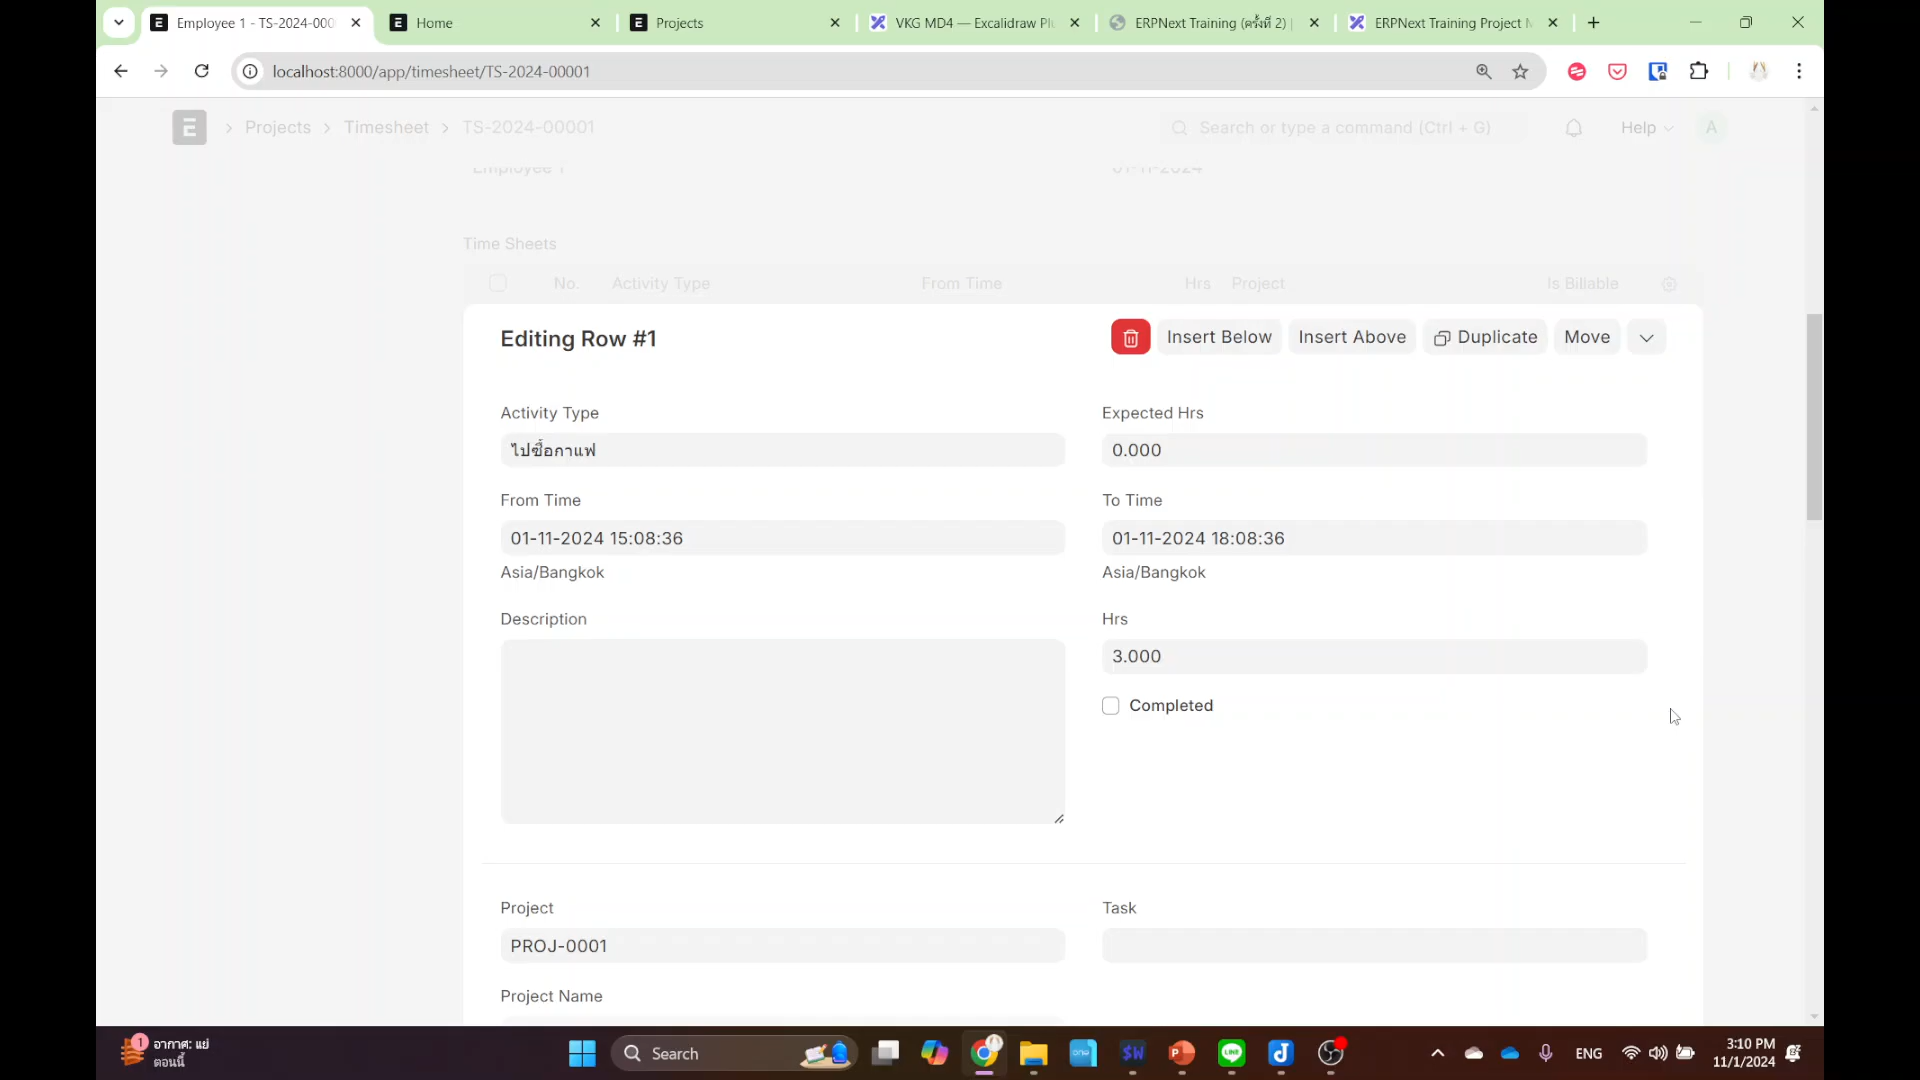 Employee 1 - TS-2024-000
Home
Projects
VKG MD4 — Excalidraw Plu
ERPNext Training (ครั้งที่ 2) |
ERPNext Training Project M
localhost:8000/app/timesheet/TS-2024-00001
E
Projects
Timesheet
TS-2024-00001
Search or type a command (Ctrl + G)
Help
A
Employee 1
01-11-2024
Time Sheets
No.
Activity Type
From Time
Hrs
Project
Is Billable
Editing Row #1
Insert Below
Insert Above
Duplicate
Move
Activity Type
Expected Hrs
ไปซื้อกาแฟ
0.000
From Time
To Time
01-11-2024 15:08:36
01-11-2024 18:08:36
Asia/Bangkok
Asia/Bangkok
Description
Hrs
3.000
Completed
Project
Task
PROJ-0001
Project Name
1
อากาศ: แย่
ตอนนี้
Search
ENG
3:10 PM
11/1/2024